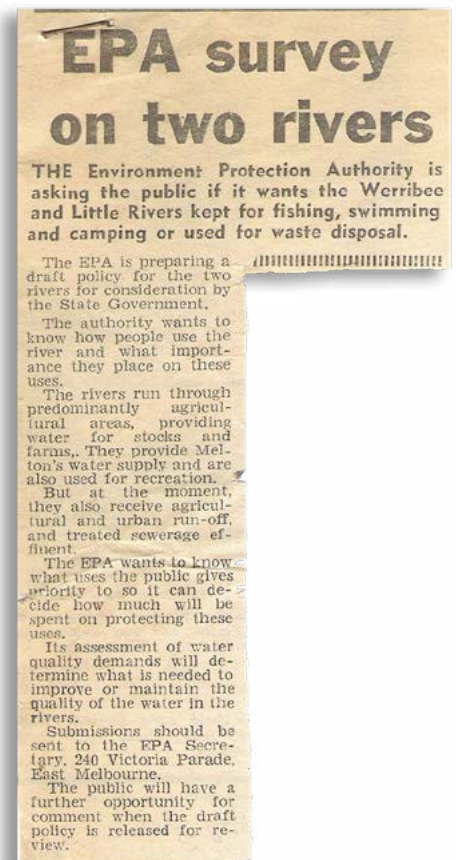 EPA survey
on two rivers
THE Environment Protection Authority is
asking the public if it wants the Werribee
and Little Rivers kept for fishing, swimming
and camping or used for waste disposal.
The EPA is preparing a
draft policy for the two
rivers for consideration by
the State Government.
The authority wants to
know how people use the
river and what import-
ance they place on these
uses.
The rivers run through
predominantly agricul-
tural areas, providing
water for stocks and
farms,. They provide Mel-
ton's water supply and are
also used for recreation.
But at the moment,
they also receive agricul-
tural and urban run-off,
and treated sewerage ef-
fluent.
The EPA wants to know
what uses the public gives
priority to so it can de-
cide how much will be
spent on protecting these
uses.
Its assessment of water
quality demands will de-
termine what is needed to
improve or maintain the
quality of the water in the
rivers.
Submissions should be
sent to the EPA Secre-
tary, 240 Victoria Parade,
East Melbourne.
The public will have a
further opportunity for
comment when the draft
policy is released for re-
view.